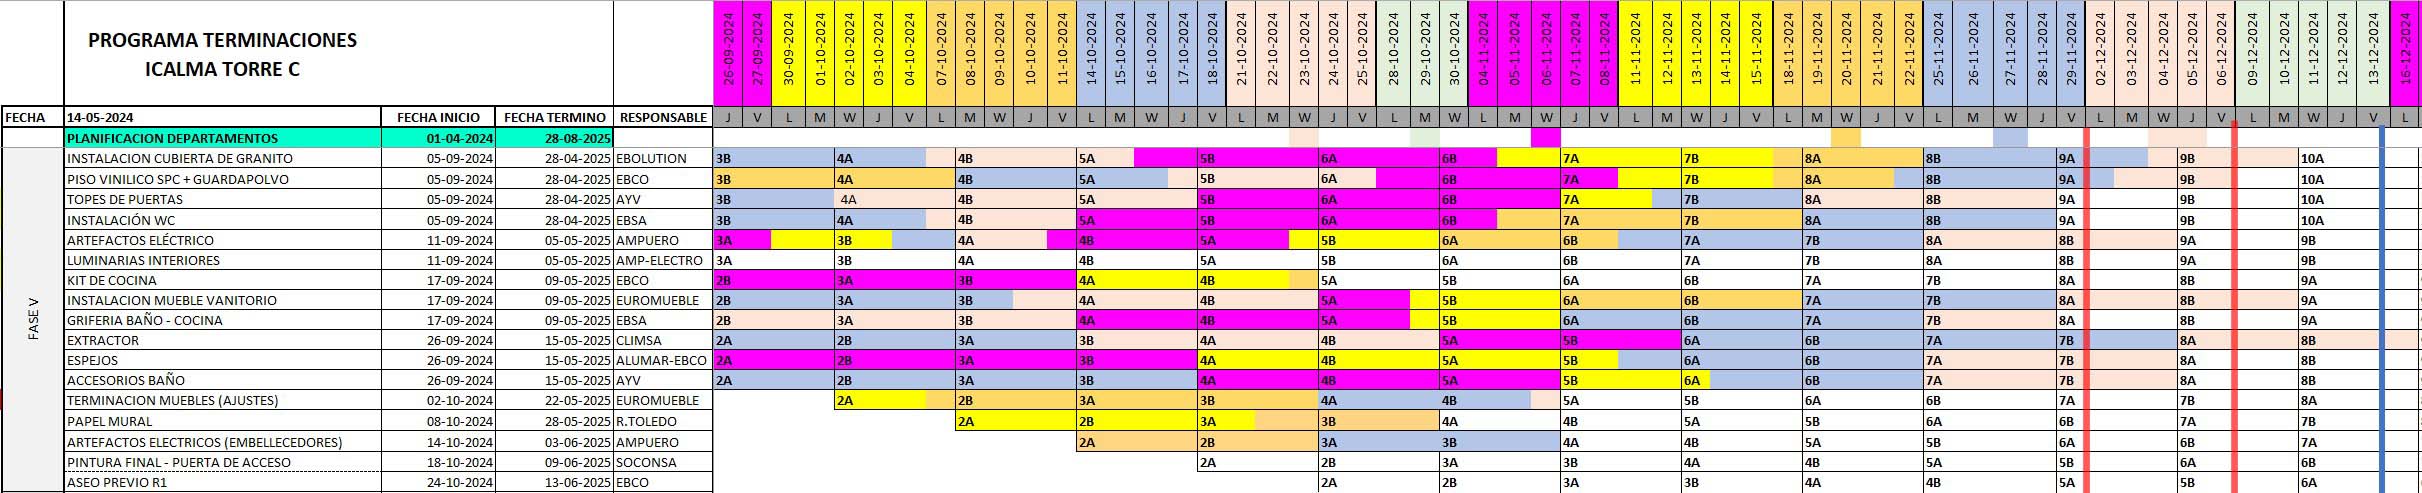 PROGRAMA TERMINACIONES
ICALMA TORRE C
26-09-2024 27-09-2024 30-09-2024 01-10-2024 02-10-2024 03-10-2024 04-10-2024 07-10-2024 08-10-2024 09-10-2024 10-10-2024 11-10-2024 14-10-2024 15-10-2024 16-10-2024 17-10-2024 18-10-2024 21-10-2024 22-10-2024 23-10-2024 24-10-2024 25-10-2024 28-10-2024 29-10-2024 30-10-2024 04-11-2024 05-11-2024 06-11-2024 07-11-2024 08-11-2024 11-11-2024 12-11-2024 13-11-2024 14-11-2024 15-11-2024 18-11-2024 19-11-2024 20-11-2024 21-11-2024 22-11-2024 25-11-2024 26-11-2024 27-11-2024 28-11-2024 29-11-2024 02-12-2024 03-12-2024 04-12-2024 05-12-2024 06-12-2024 09-12-2024 10-12-2024 11-12-2024 12-12-2024 13-12-2024 16-12-2024
FECHA 14-05-2024 FECHA INICIO FECHA TERMINO RESPONSABLE J V L M W J V L M W J V L M W J V L M W J V L M W L M W J V L M W J V L M W J V L M W J V L M W J V L M W J V L
PLANIFICACION DEPARTAMENTOS 01-04-2024 28-08-2025
FASE V
INSTALACION CUBIERTA DE GRANITO 05-09-2024 28-04-2025 EBOLUTION 3B 4A 4B 5A 5B 6A 6B 7A 7B 8A 8B 9A 9B 10A
PISO VINILICO SPC + GUARDAPOLVO 05-09-2024 28-04-2025 EBCO 3B 4A 4B 5A 5B 6A 6B 7A 7B 8A 8B 9A 9B 10A
TOPES DE PUERTAS 05-09-2024 28-04-2025 AYV 3B 4A 4B 5A 5B 6A 6B 7A 7B 8A 8B 9A 9B 10A
INSTALACIÓN WC 05-09-2024 28-04-2025 EBSA 3B 4A 4B 5A 5B 6A 6B 7A 7B 8A 8B 9A 9B 10A
ARTEFACTOS ELÉCTRICO 11-09-2024 05-05-2025 AMPUERO 3A 3B 4A 4B 5A 5B 6A 6B 7A 7B 8A 8B 9A 9B
LUMINARIAS INTERIORES 11-09-2024 05-05-2025 AMP-ELECTRO 3A 3B 4A 4B 5A 5B 6A 6B 7A 7B 8A 8B 9A 9B
KIT DE COCINA 17-09-2024 09-05-2025 EBCO 2B 3A 3B 4A 4B 5A 5B 6A 6B 7A 7B 8A 8B 9A
INSTALACION MUEBLE VANITORIO 17-09-2024 09-05-2025 EUROMUEBLE 2B 3A 3B 4A 4B 5A 5B 6A 6B 7A 7B 8A 8B 9A
GRIFERIA BAÑO - COCINA 17-09-2024 09-05-2025 EBSA 2B 3A 3B 4A 4B 5A 5B 6A 6B 7A 7B 8A 8B 9A
EXTRACTOR 26-09-2024 15-05-2025 CLIMSA 2A 2B 3A 3B 4A 4B 5A 5B 6A 6B 7A 7B 8A 8B
ESPEJOS 26-09-2024 15-05-2025 ALUMAR-EBCO 2A 2B 3A 3B 4A 4B 5A 5B 6A 6B 7A 7B 8A 8B
ACCESORIOS BAÑO 26-09-2024 15-05-2025 AYV 2A 2B 3A 3B 4A 4B 5A 5B 6A 6B 7A 7B 8A 8B
TERMINACION MUEBLES (AJUSTES) 02-10-2024 22-05-2025 EUROMUEBLE 2A 2B 3A 3B 4A 4B 5A 5B 6A 6B 7A 7B 8A
PAPEL MURAL 08-10-2024 28-05-2025 R.TOLEDO 2A 2B 3A 3B 4A 4B 5A 5B 6A 6B 7A 7B
ARTEFACTOS ELECTRICOS (EMBELLECEDORES) 14-10-2024 03-06-2025 AMPUERO 2A 2B 3A 3B 4A 4B 5A 5B 6A 6B 7A
PINTURA FINAL - PUERTA DE ACCESO 18-10-2024 09-06-2025 SOCONSA 2A 2B 3A 3B 4A 4B 5A 5B 6A 6B
ASEO PREVIO R1 24-10-2024 13-06-2025 EBCO 2A 2B 3A 3B 4A 4B 5A 5B 6A